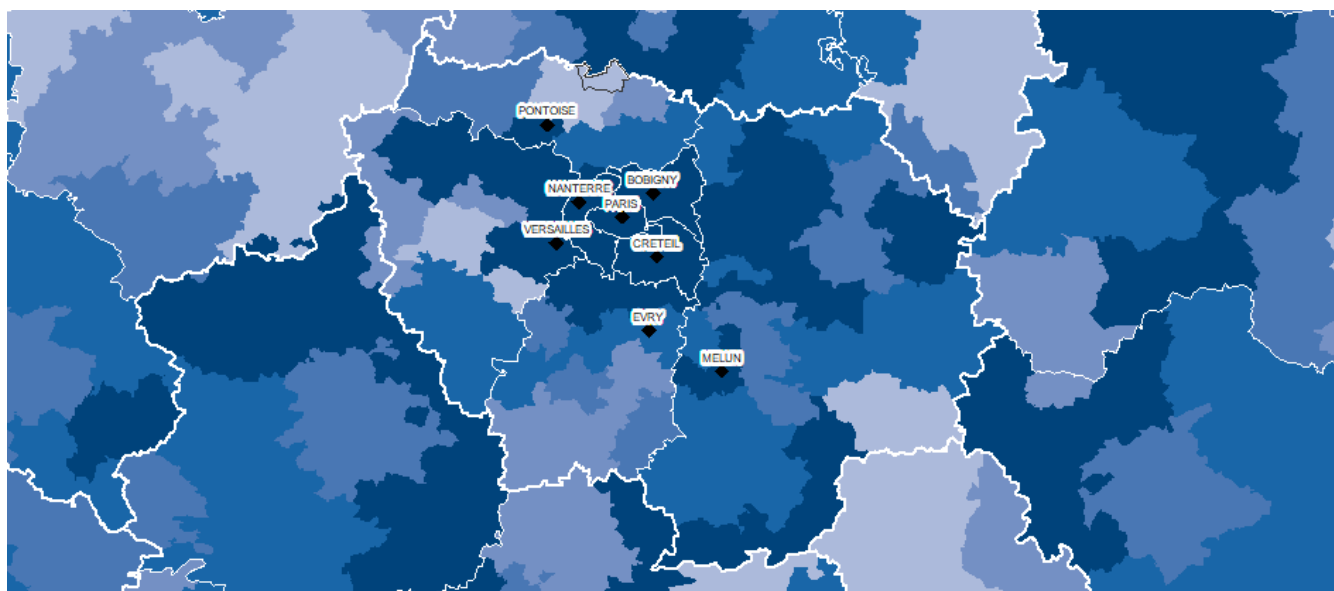 PONTOISE
BOBIGNY
NANTERRE
PARIS
VERSAILLES
CRETEIL
EVRY
MELUN